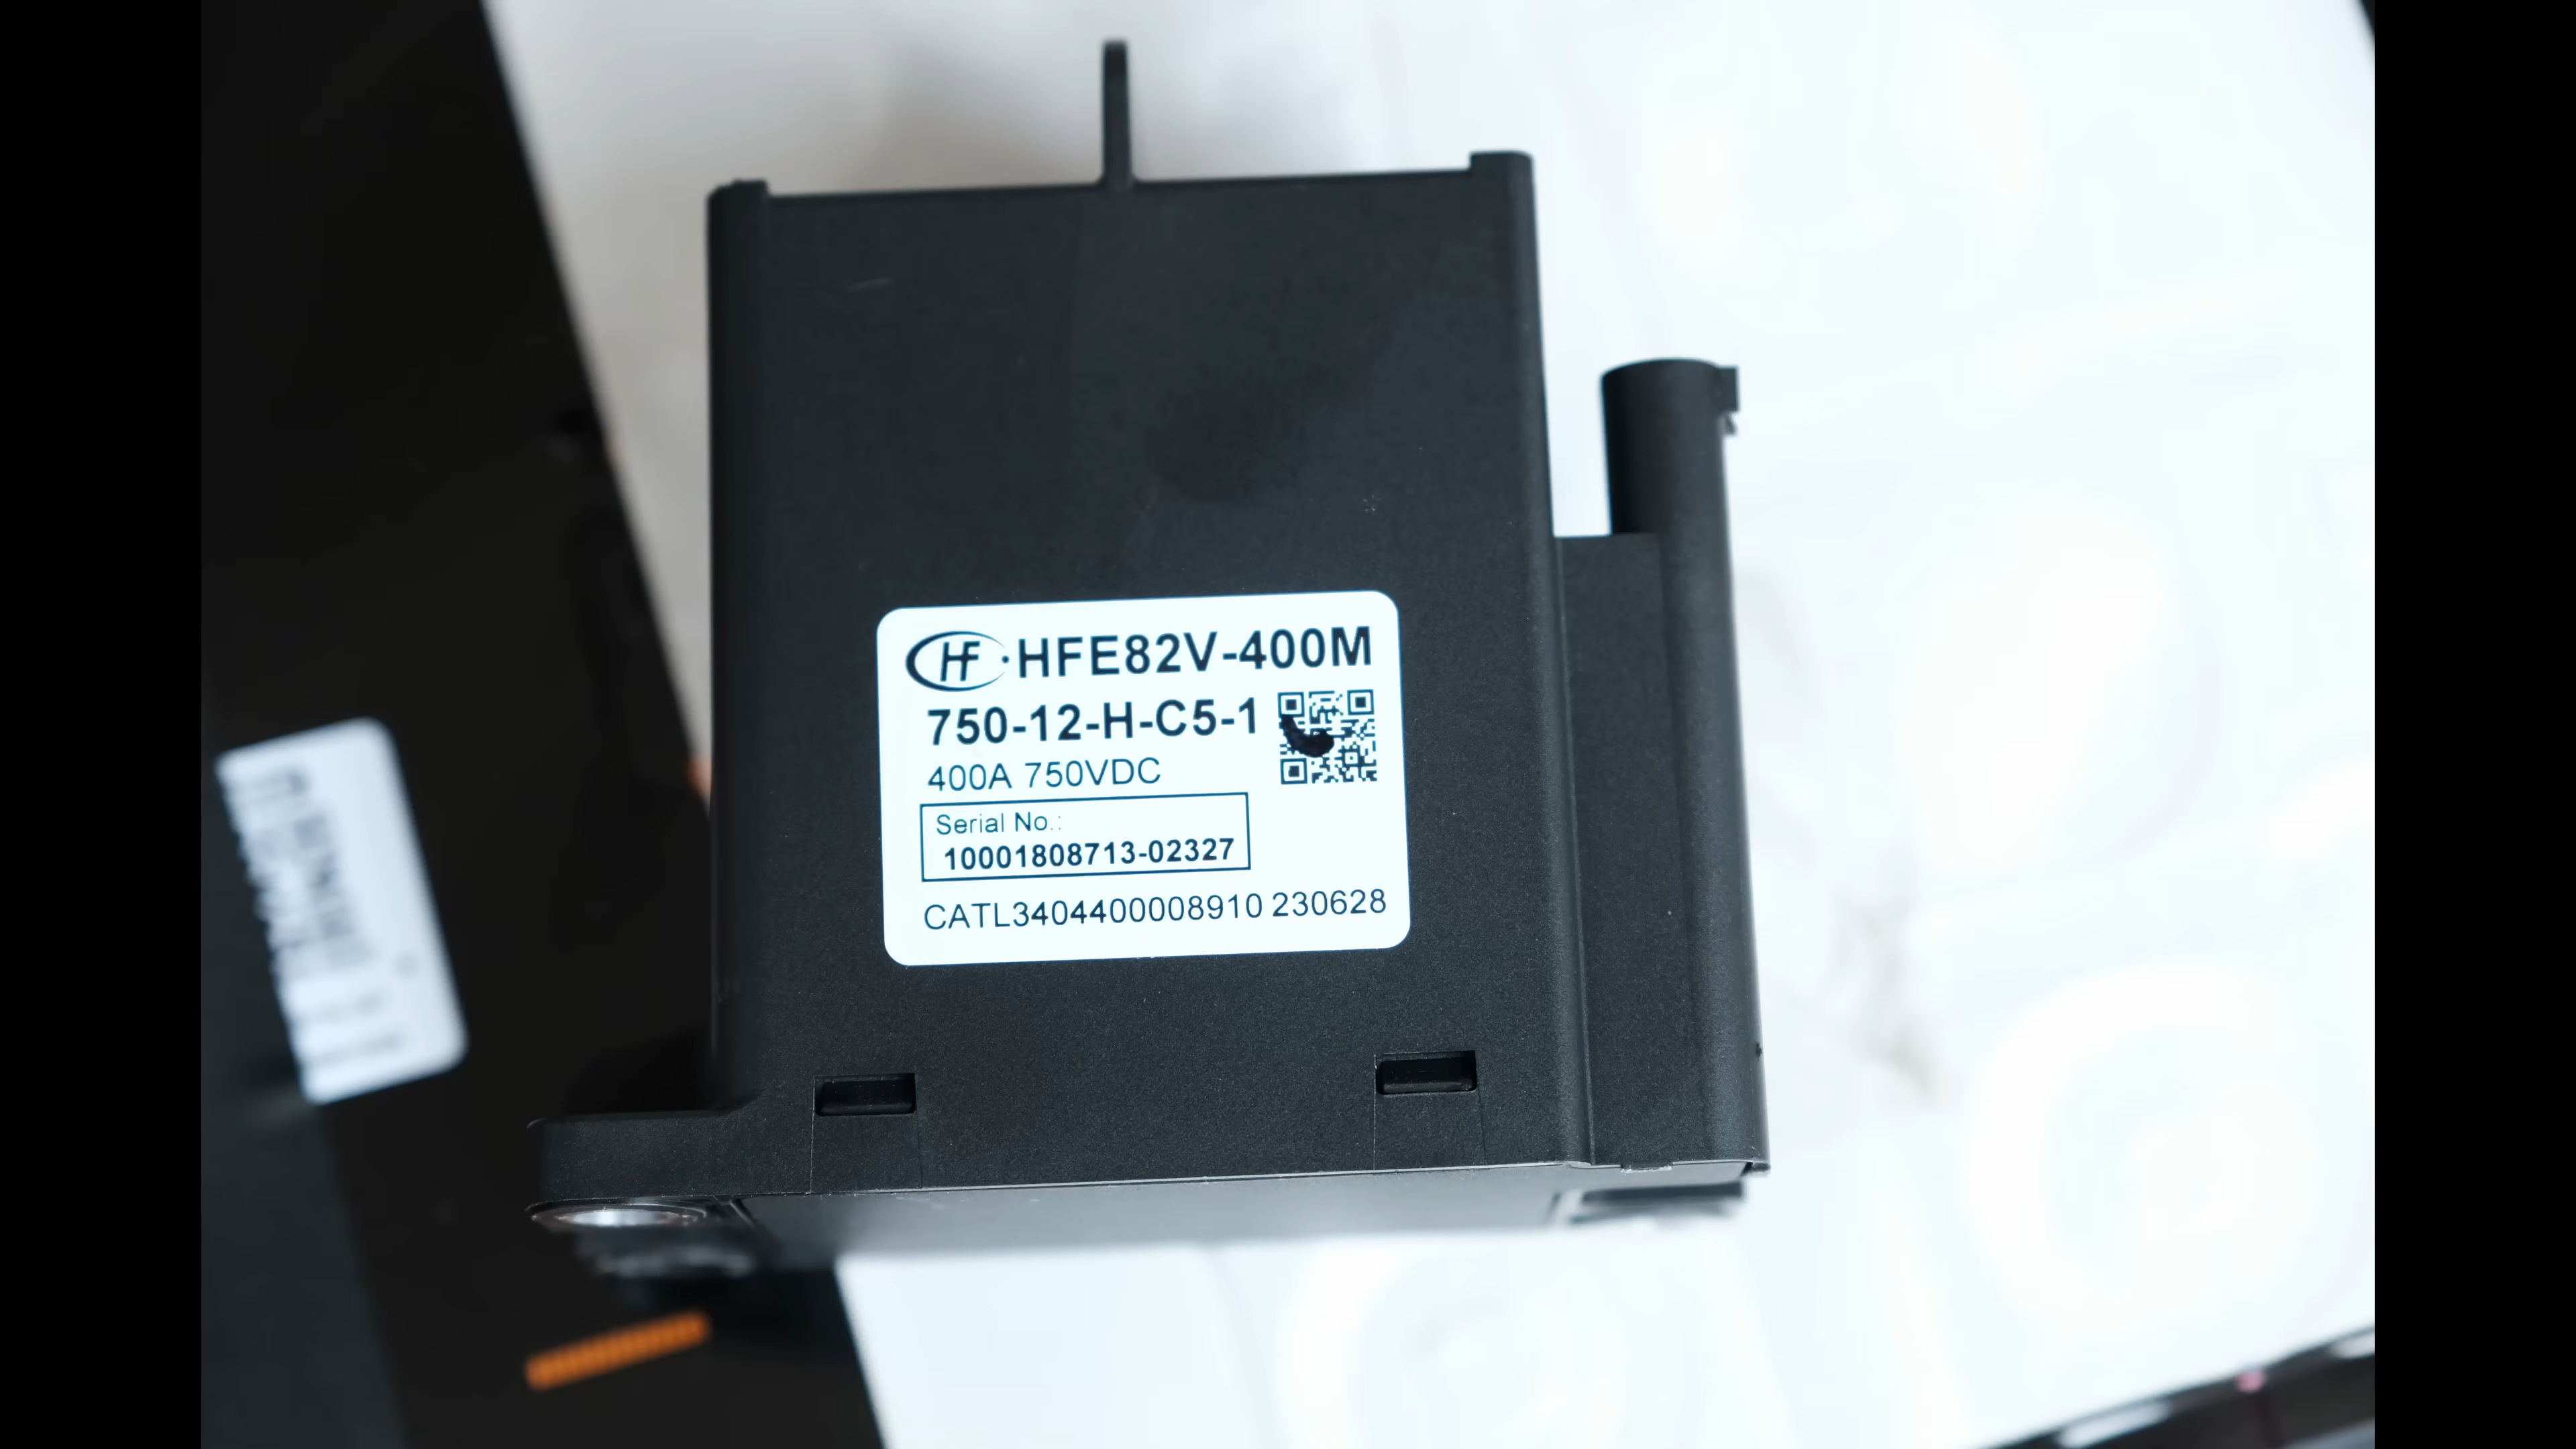 HF ·HFE82V-400M
750-12-H-C5-1
400A 750VDC
Serial No.:
10001808713-02327
CATL3404400008910 230628